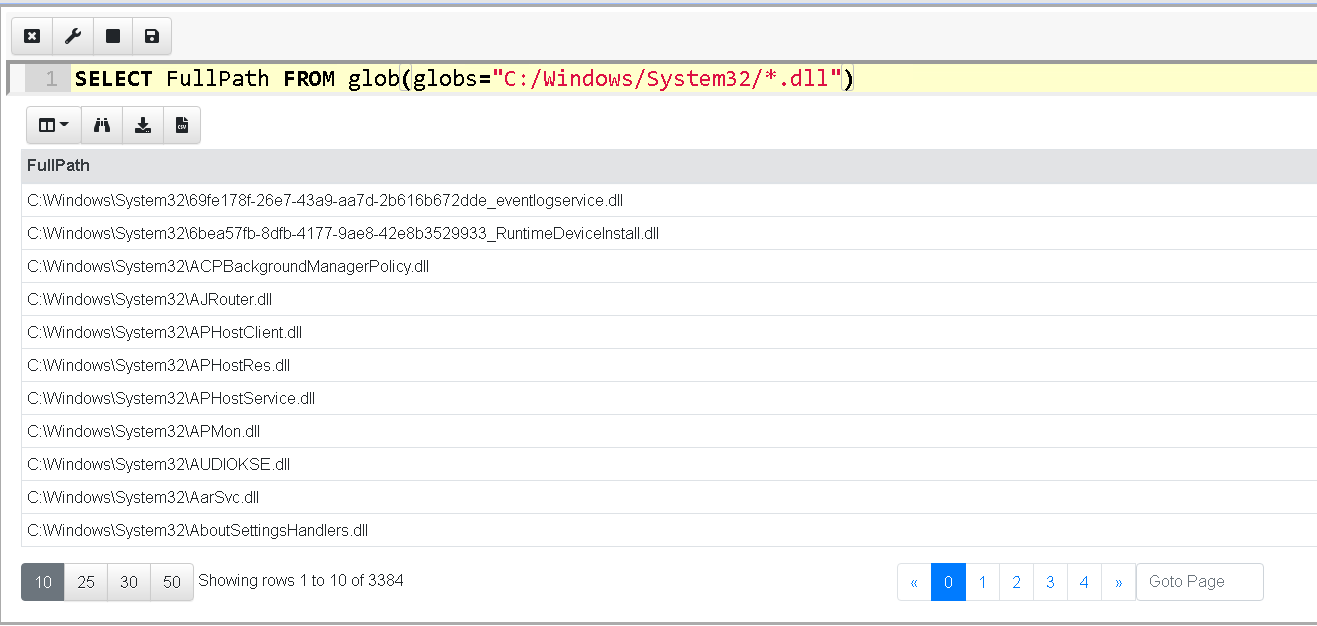 1 SELECT FullPath FROM glob(globs="C:/Windows/System32/*.dll")
CSV
FullPath
C:\Windows\System32\69fe178f-26e7-43a9-aa7d-2b616b672dde_eventlogservice.dll
C:\Windows\System32\6bea57fb-8dfb-4177-9ae8-42e8b3529933_RuntimeDeviceInstall.dll
C:\Windows\System32\ACPBackgroundManagerPolicy.dll
C:\Windows\System32\AJRouter.dll
C:\Windows\System32\APHostClient.dll
C:\Windows\System32\APHostRes.dll
C:\Windows\System32\APHostService.dll
C:\Windows\System32\APMon.dll
C:\Windows\System32\AUDIOKSE.dll
C:\Windows\System32\AarSvc.dll
C:\Windows\System32\AboutSettingsHandlers.dll
10 25 30 50 Showing rows 1 to 10 of 3384 « 0 1 2 3 4 » Goto Page